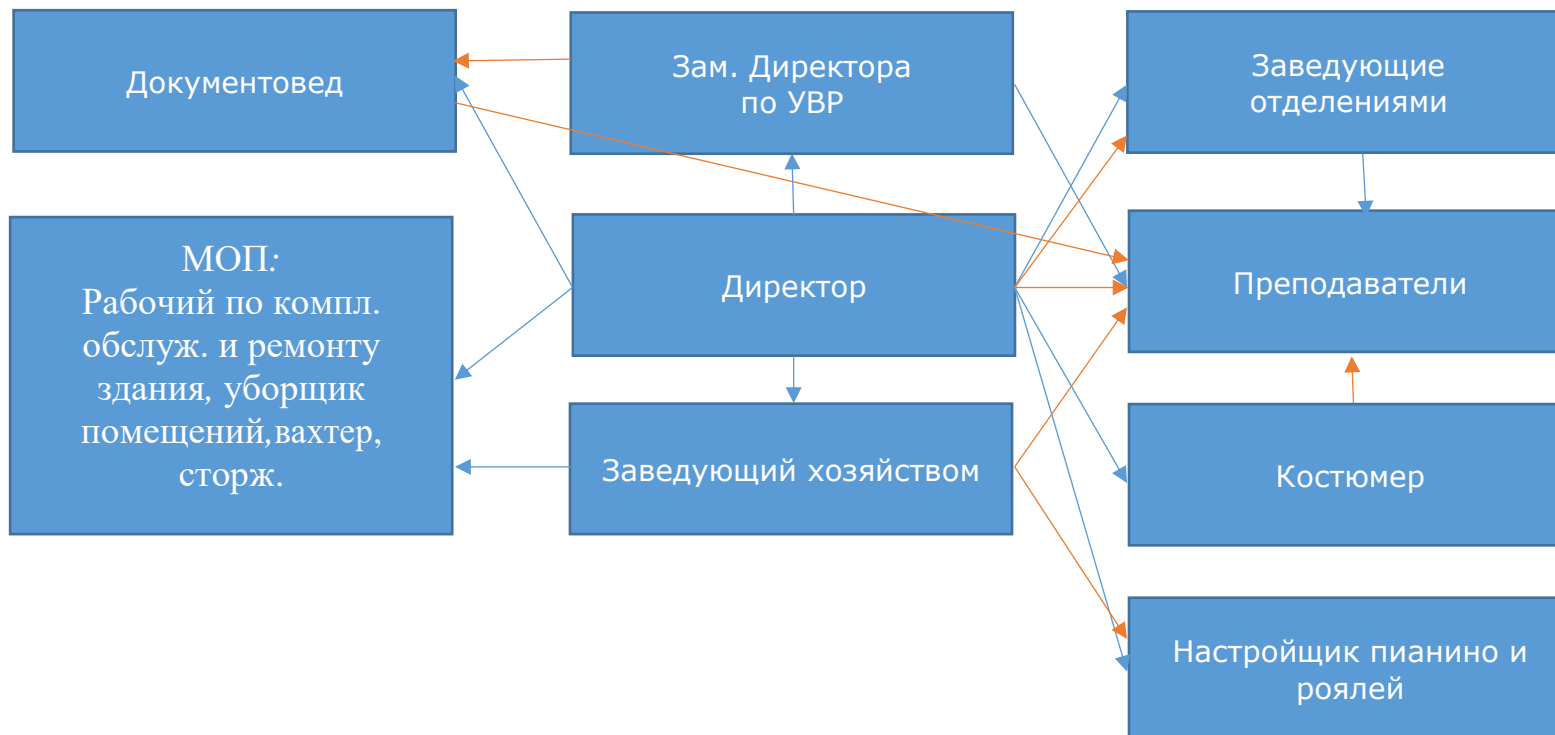 Документовед
Зам. Директора
по УВР
Заведующие
отделениями
МОП:
Рабочий по компл.
обслуж. и ремонту
здания, уборщик
помещений,вахтер,
сторж.
Директор
Преподаватели
Заведующий хозяйством
Костюмер
Настройщик пианино и
роялей